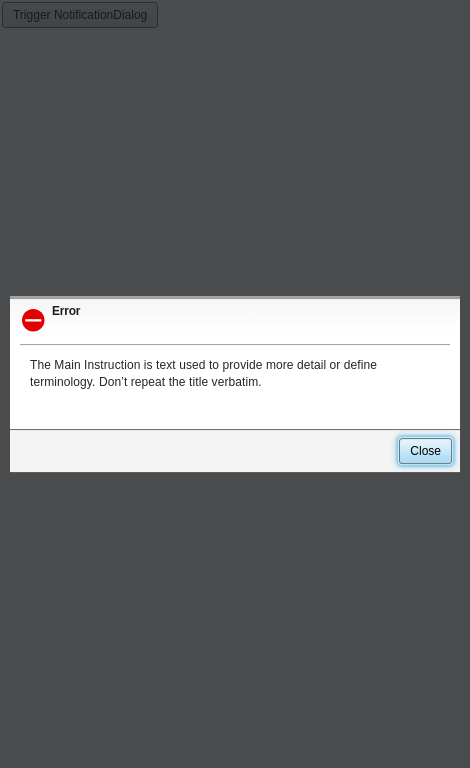 Trigger NotificationDialog
Error
The Main Instruction is text used to provide more detail or define
terminology. Don’t repeat the title verbatim.
Close